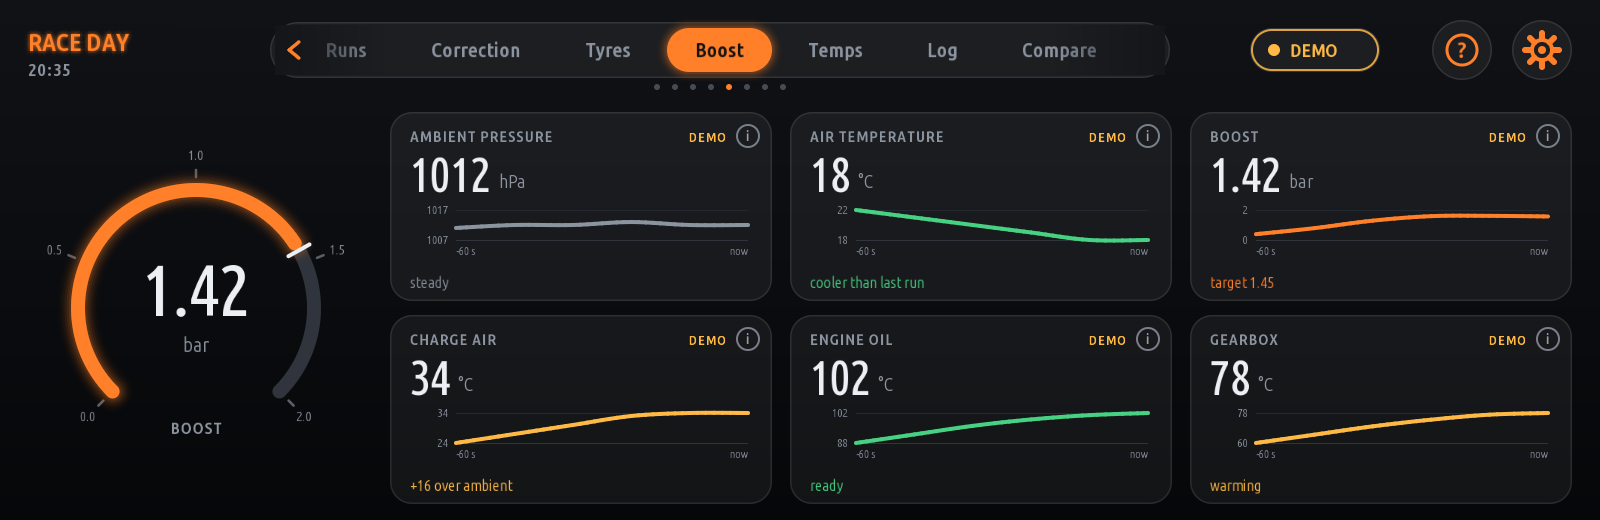 RACE DAY
20:35
Runs Correction Tyres Boost Temps Log Compare
DEMO
?
1.0
0.5
1.5
1.42
bar
0.0
2.0
BOOST
AMBIENT PRESSURE DEMO i
1012 hPa
1017
1007
-60 s now
steady
AIR TEMPERATURE DEMO i
18 °C
22
18
-60 s now
cooler than last run
BOOST DEMO i
1.42 bar
2
0
-60 s now
target 1.45
CHARGE AIR DEMO i
34 °C
34
24
-60 s now
+16 over ambient
ENGINE OIL DEMO i
102 °C
102
88
-60 s now
ready
GEARBOX DEMO i
78 °C
78
60
-60 s now
warming